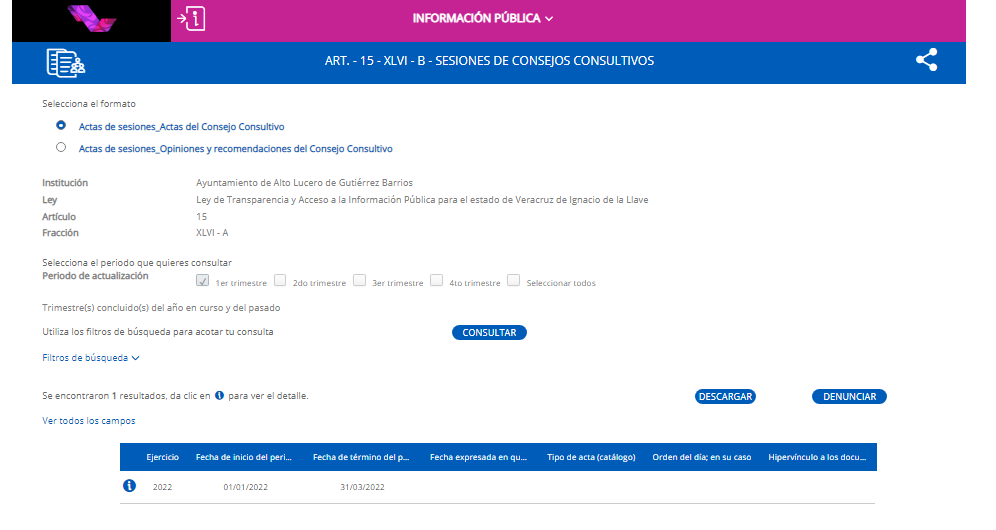 INFORMACIÓN PÚBLICA
ART. - 15 - XLVI - B - SESIONES DE CONSEJOS CONSULTIVOS
Selecciona el formato
Actas de sesiones_Actas del Consejo Consultivo
Actas de sesiones_Opiniones y recomendaciones del Consejo Consultivo
Institución Ayuntamiento de Alto Lucero de Gutiérrez Barrios
Ley Ley de Transparencia y Acceso a la Información Pública para el estado de Veracruz de Ignacio de la Llave
Artículo 15
Fracción XLVI - A
Selecciona el periodo que quieres consultar
Periodo de actualización 1er trimestre 2do trimestre 3er trimestre 4to trimestre Seleccionar todos
Trimestre(s) concluido(s) del año en curso y del pasado
Utiliza los filtros de búsqueda para acotar tu consulta CONSULTAR
Filtros de búsqueda
Se encontraron 1 resultados, da clic en i para ver el detalle. DESCARGAR DENUNCIAR
Ver todos los campos
Ejercicio Fecha de inicio del peri... Fecha de término del p... Fecha expresada en qu... Tipo de acta (catálogo) Orden del día; en su caso Hipervínculo a los docu...
2022 01/01/2022 31/03/2022